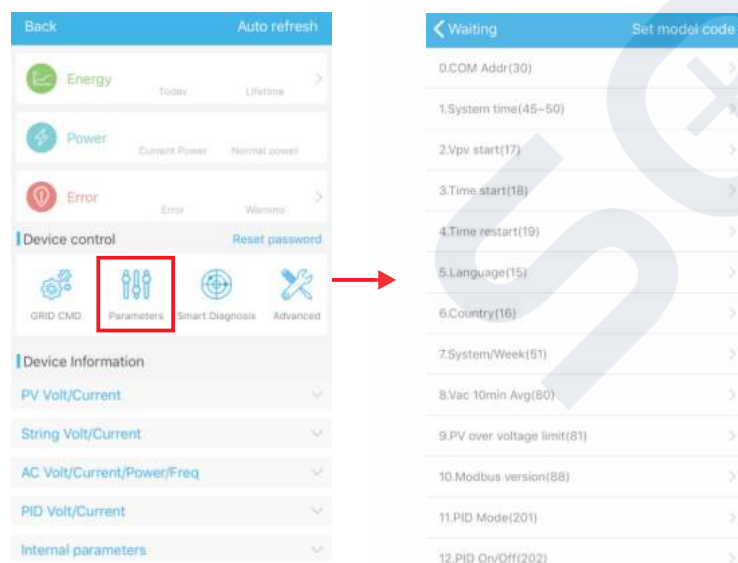 Back Auto refresh
Energy
Today Lifetime
Power
Current Power Normal power
Error
Error Warning
Device control Reset password
GRID CMD Parameters Smart Diagnosis Advanced
Device Information
PV Volt/Current
String Volt/Current
AC Volt/Current/Power/Freq
PID Volt/Current
Internal parameters
Waiting Set model code
0.COM Addr(30)
1.System time(45~50)
2.Vpv start(17)
3.Time start(18)
4.Time restart(19)
5.Language(15)
6.Country(16)
7.System/Week(51)
8.Vac 10min Avg(80)
9.PV over voltage limit(81)
10.Modbus version(88)
11.PID Mode(201)
12.PID On/Off(202)